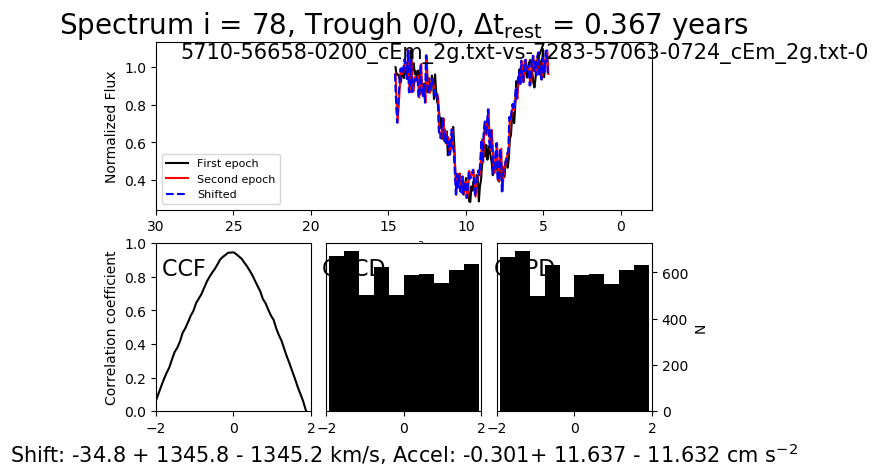 Spectrum i = 78, Trough 0/0, Δt_rest = 0.367 years
5710-56658-0200_cEm_2g.txt-vs-7283-57063-0724_cEm_2g.txt-0
Normalized Flux
1.0
0.8
0.6
0.4
First epoch
Second epoch
Shifted
30 25 20 15 10 5 0
Correlation coefficient
1.0
0.8
0.6
0.4
0.2
0.0
CCF
−2 0 2
−2 0 2
−2 0 2
600
400
200
0
N
Shift: -34.8 + 1345.8 - 1345.2 km/s, Accel: -0.301+ 11.637 - 11.632 cm s⁻²